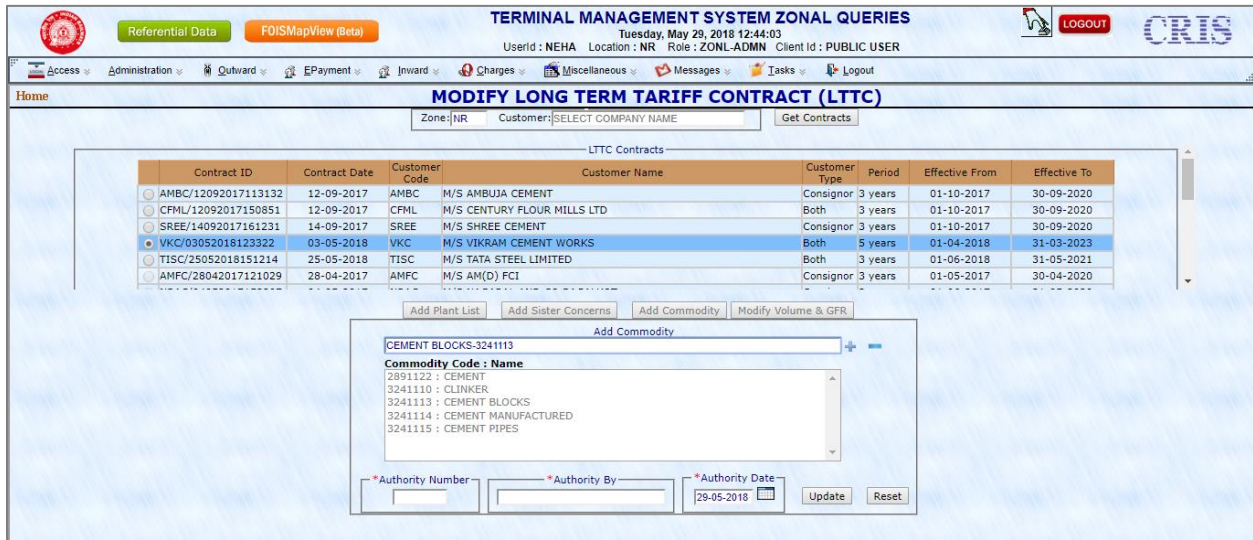 Referential Data
FOISMapView (Beta)
TERMINAL MANAGEMENT SYSTEM ZONAL QUERIES
Tuesday, May 29, 2018 12:44:03
UserId : NEHA Location : NR Role : ZONL-ADMN Client Id : PUBLIC USER
LOGOUT
CRIS
Access Administration Outward EPayment Inward Charges Miscellaneous Messages Tasks Logout
Home
MODIFY LONG TERM TARIFF CONTRACT (LTTC)
Zone: NR Customer: SELECT COMPANY NAME Get Contracts
LTTC Contracts
Contract ID Contract Date Customer Code Customer Name Customer Type Period Effective From Effective To
AMBC/12092017113132 12-09-2017 AMBC M/S AMBUJA CEMENT Consignor 3 years 01-10-2017 30-09-2020
CFML/12092017150851 12-09-2017 CFML M/S CENTURY FLOUR MILLS LTD Both 3 years 01-10-2017 30-09-2020
SREE/14092017161231 14-09-2017 SREE M/S SHREE CEMENT Consignor 3 years 01-10-2017 30-09-2020
VKC/03052018123322 03-05-2018 VKC M/S VIKRAM CEMENT WORKS Both 5 years 01-04-2018 31-03-2023
TISC/25052018151214 25-05-2018 TISC M/S TATA STEEL LIMITED Both 3 years 01-06-2018 31-05-2021
AMFC/28042017121029 28-04-2017 AMFC M/S AM(D) FCI Consignor 3 years 01-05-2017 30-04-2020
Add Plant List Add Sister Concerns Add Commodity Modify Volume & GFR
Add Commodity
CEMENT BLOCKS-3241113
Commodity Code : Name
2891122 : CEMENT
3241110 : CLINKER
3241113 : CEMENT BLOCKS
3241114 : CEMENT MANUFACTURED
3241115 : CEMENT PIPES
*Authority Number *Authority By *Authority Date
29-05-2018 Update Reset